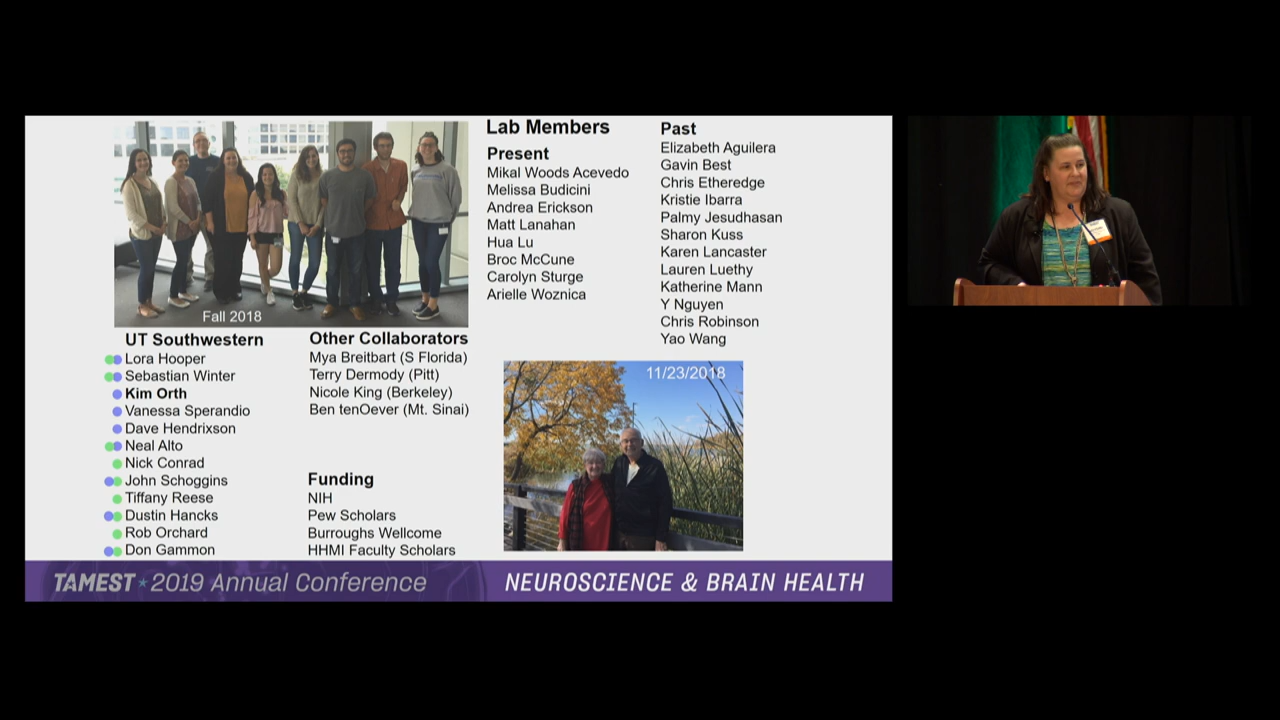 Fall 2018
UT Southwestern
Lora Hooper
Sebastian Winter
Kim Orth
Vanessa Sperandio
Dave Hendrixson
Neal Alto
Nick Conrad
John Schoggins
Tiffany Reese
Dustin Hancks
Rob Orchard
Don Gammon
Other Collaborators
Mya Breitbart (S Florida)
Terry Dermody (Pitt)
Nicole King (Berkeley)
Ben tenOever (Mt. Sinai)
Funding
NIH
Pew Scholars
Burroughs Wellcome
HHMI Faculty Scholars
Lab Members
Present
Mikal Woods Acevedo
Melissa Budicini
Andrea Erickson
Matt Lanahan
Hua Lu
Broc McCune
Carolyn Sturge
Arielle Woznica
Past
Elizabeth Aguilera
Gavin Best
Chris Etheredge
Kristie Ibarra
Palmy Jesudhasan
Sharon Kuss
Karen Lancaster
Lauren Luethy
Katherine Mann
Y Nguyen
Chris Robinson
Yao Wang
11/23/2018
TAMEST ★ 2019 Annual Conference
NEUROSCIENCE & BRAIN HEALTH